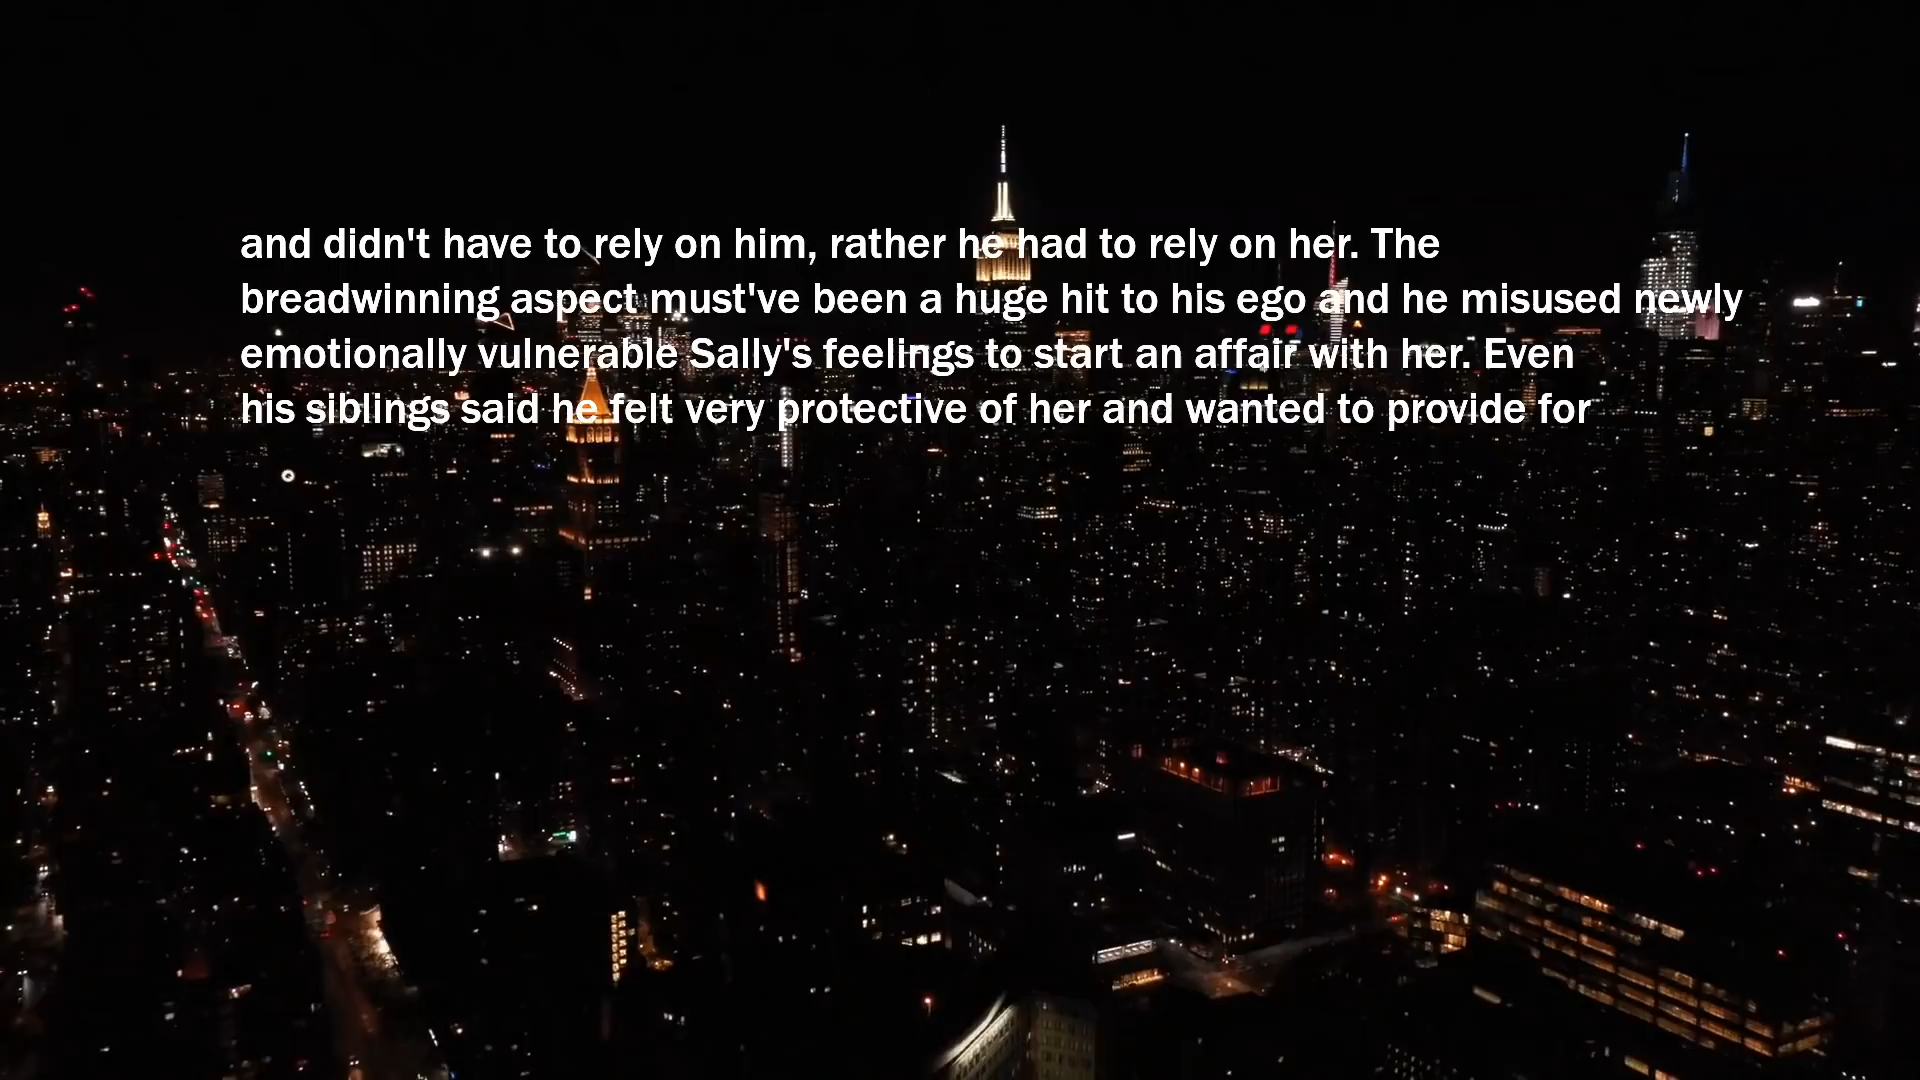 and didn't have to rely on him, rather he had to rely on her. The
breadwinning aspect must've been a huge hit to his ego and he misused newly
emotionally vulnerable Sally's feelings to start an affair with her. Even
his siblings said he felt very protective of her and wanted to provide for